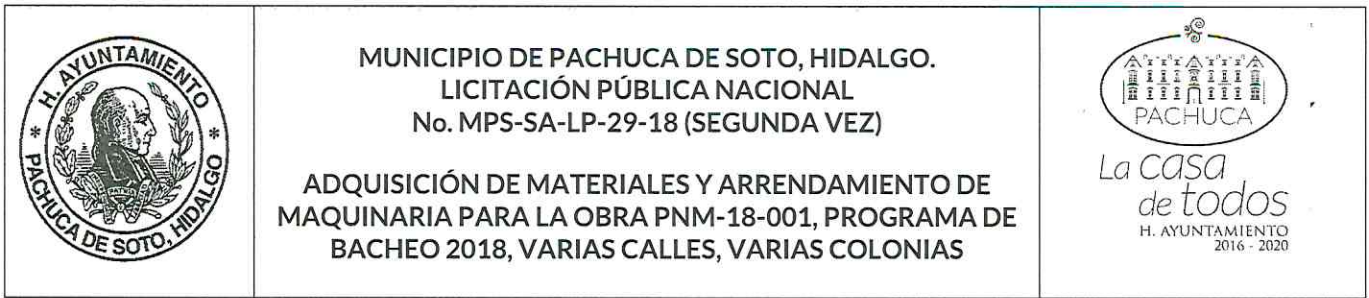 H. AYUNTAMIENTO
* PACHUCA DE SOTO, HIDALGO *
MUNICIPIO DE PACHUCA DE SOTO, HIDALGO.
LICITACIÓN PÚBLICA NACIONAL
No. MPS-SA-LP-29-18 (SEGUNDA VEZ)
ADQUISICIÓN DE MATERIALES Y ARRENDAMIENTO DE
MAQUINARIA PARA LA OBRA PNM-18-001, PROGRAMA DE
BACHEO 2018, VARIAS CALLES, VARIAS COLONIAS
PACHUCA
La casa
de todos
H. AYUNTAMIENTO
2016 - 2020